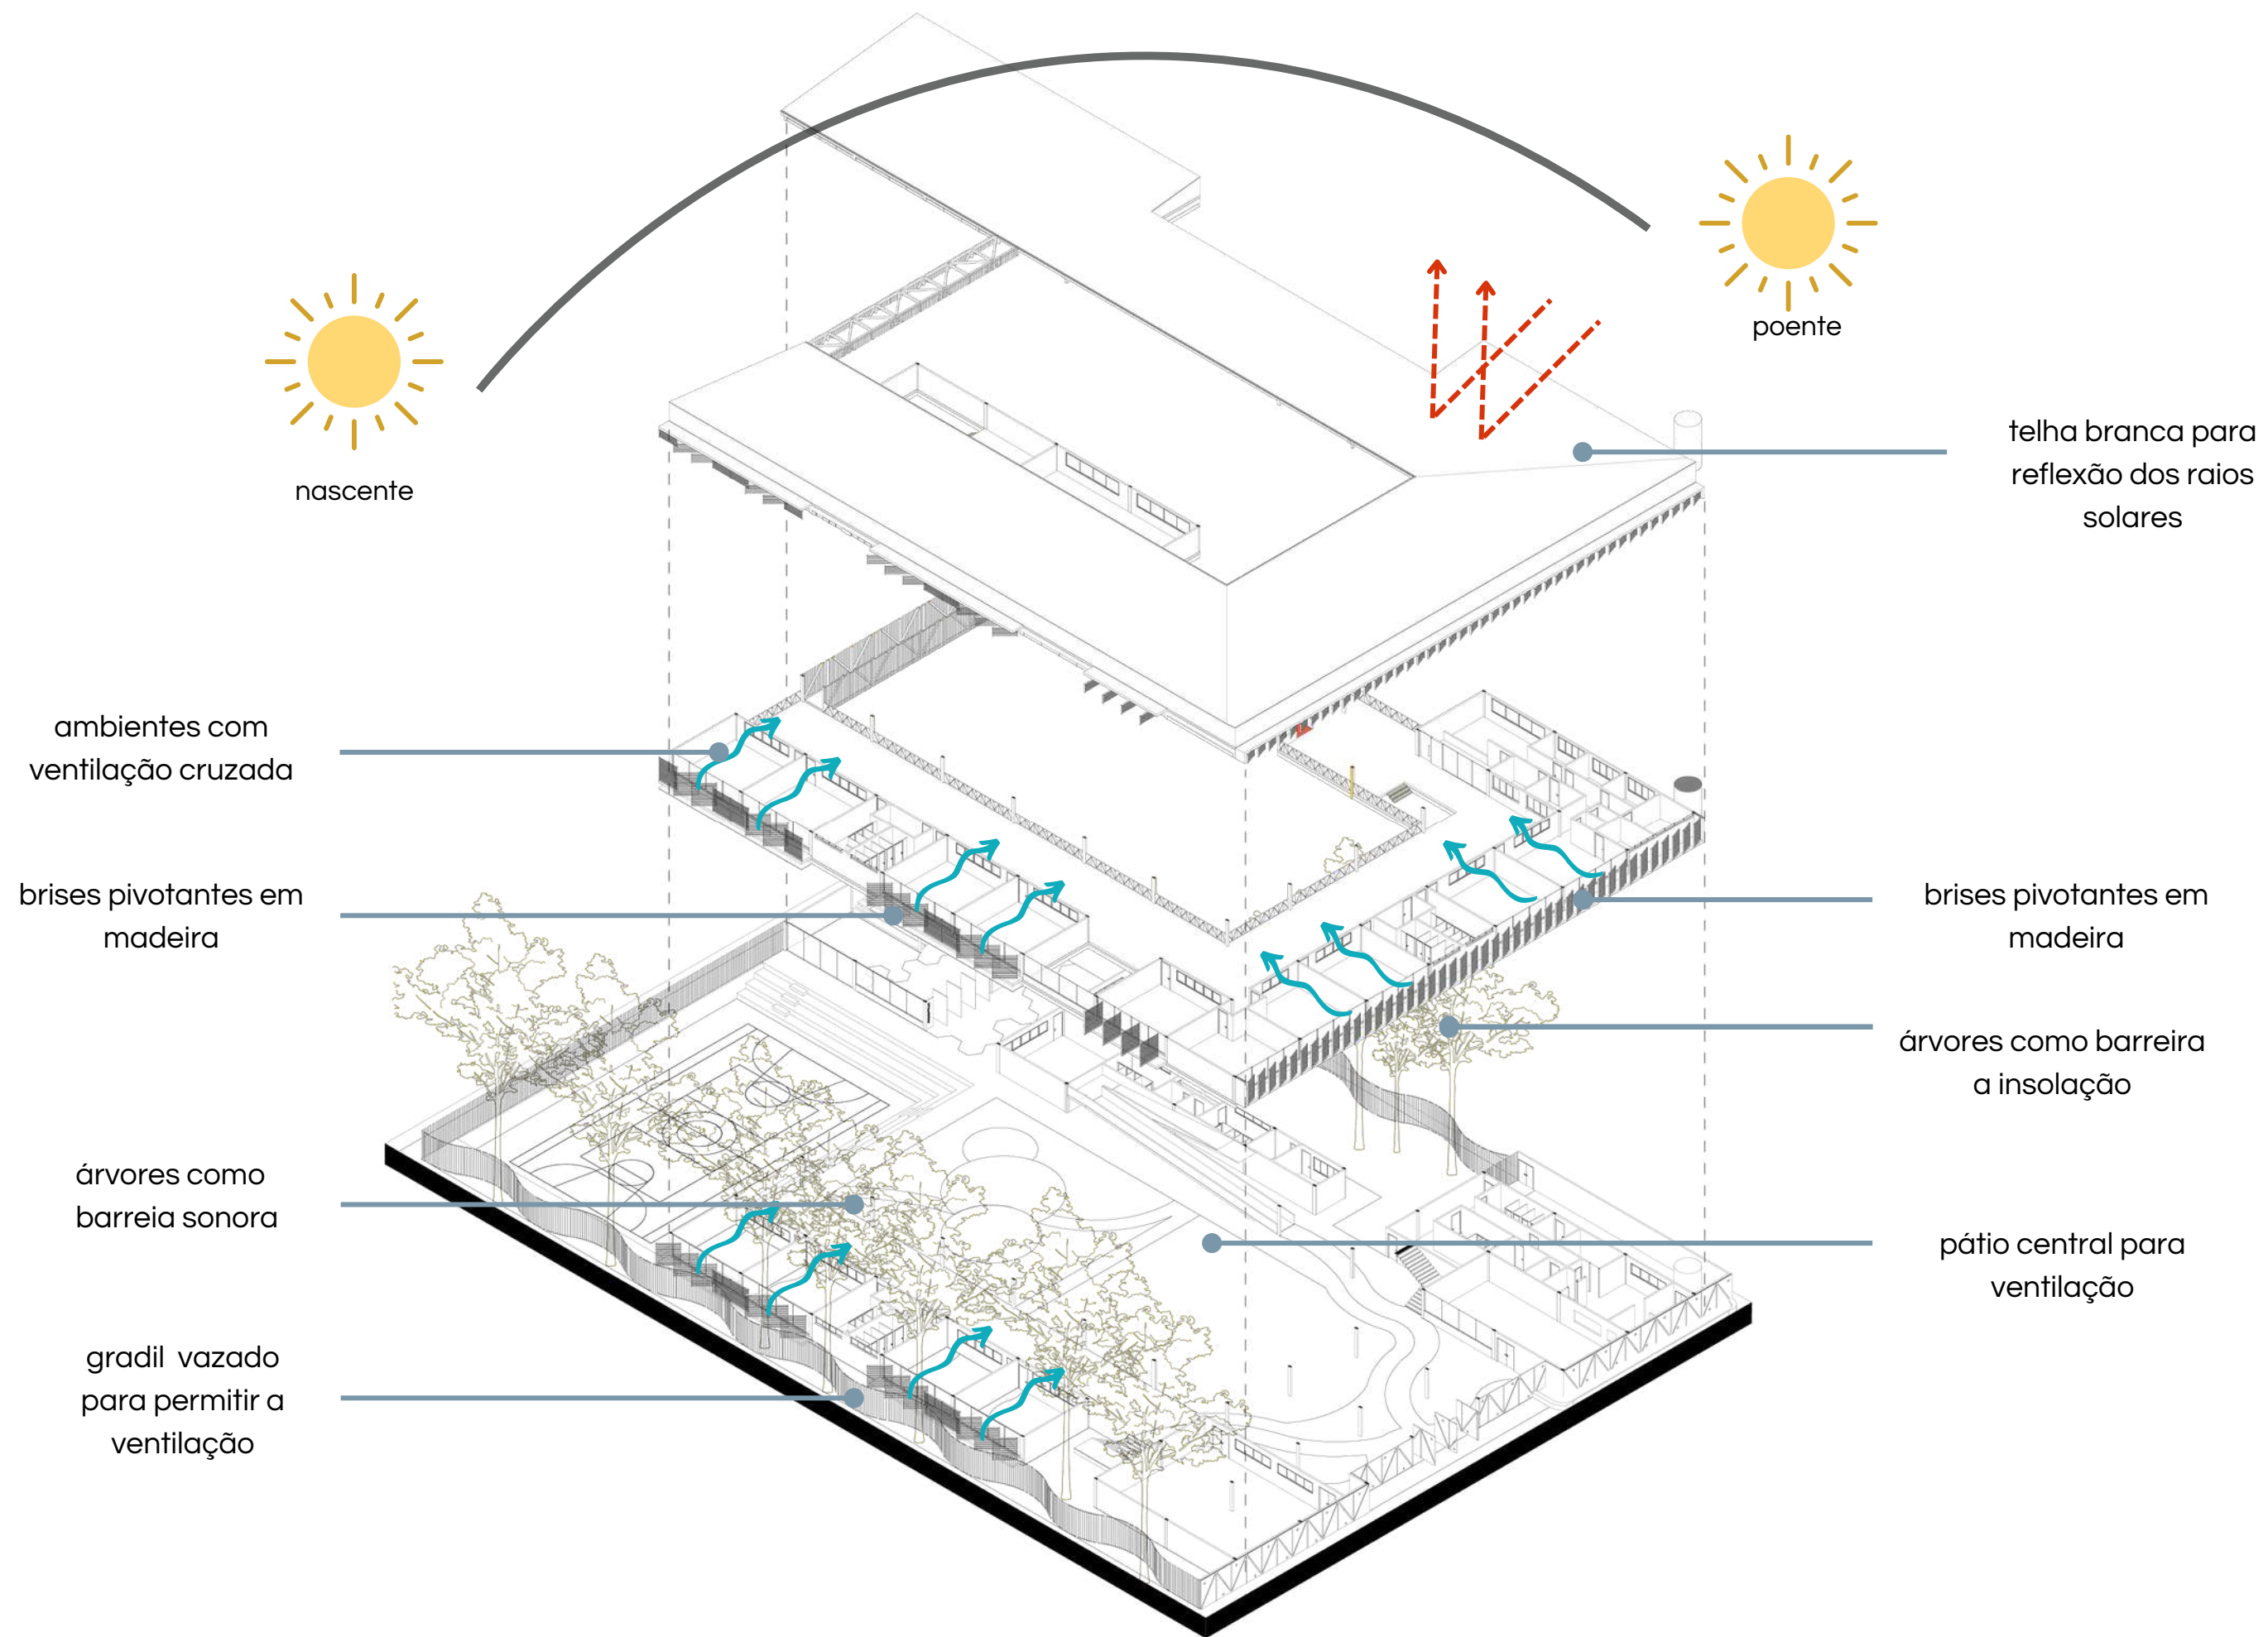 poente
nascente
telha branca para
reflexão dos raios
solares
ambientes com
ventilação cruzada
brises pivotantes em
madeira
brises pivotantes em
madeira
árvores como barreira
a insolação
árvores como
barreia sonora
pátio central para
ventilação
gradil  vazado
para permitir a
ventilação